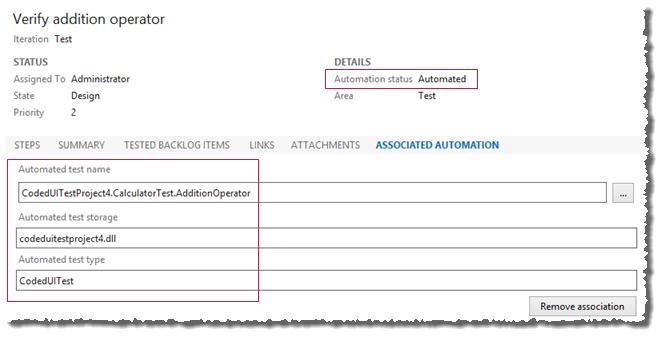 Verify addition operator
Iteration Test
STATUS
DETAILS
Assigned To Administrator
Automation status Automated
State Design
Area Test
Priority 2
STEPS SUMMARY TESTED BACKLOG ITEMS LINKS ATTACHMENTS ASSOCIATED AUTOMATION
Automated test name
CodedUITestProject4.CalculatorTest.AdditionOperator
...
Automated test storage
codeduitestproject4.dll
Automated test type
CodedUITest
Remove association